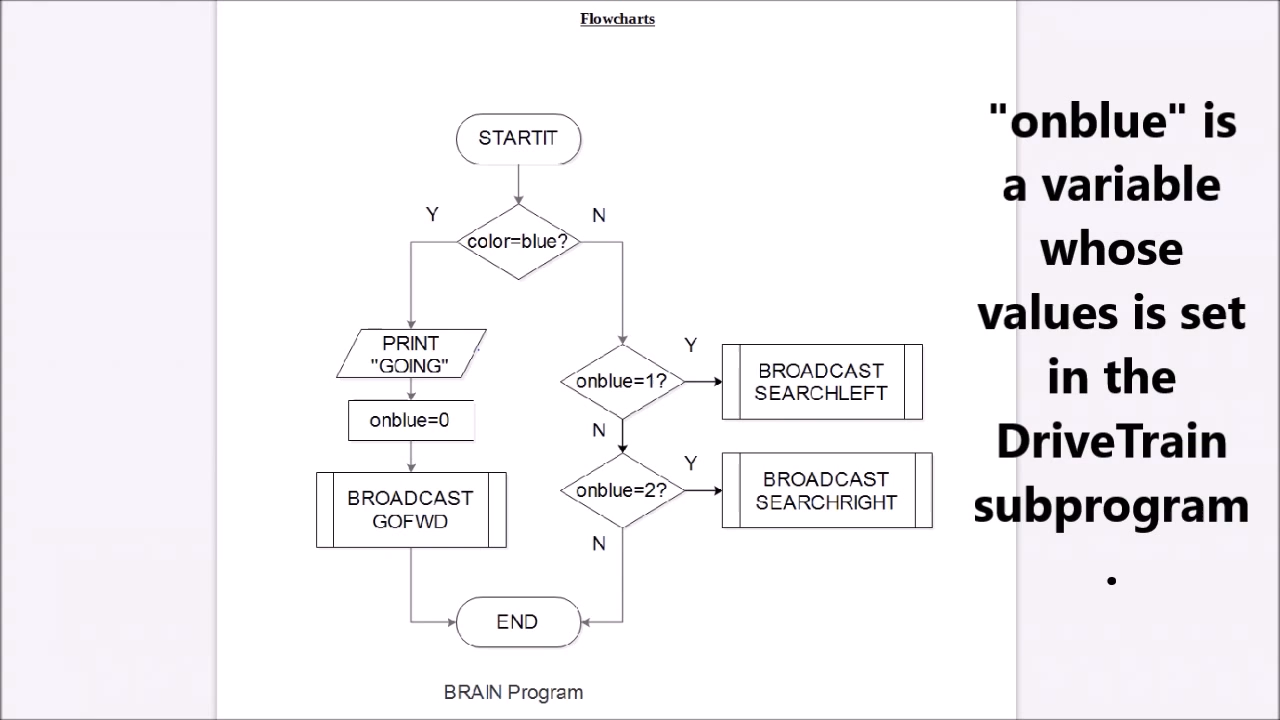 Flowcharts
STARTIT
Y
N
color=blue?
PRINT
"GOING"
onblue=0
BROADCAST
GOFWD
onblue=1?
Y
BROADCAST
SEARCHLEFT
N
onblue=2?
Y
BROADCAST
SEARCHRIGHT
N
END
BRAIN Program
"onblue" is
a variable
whose
values is set
in the
DriveTrain
subprogram
.